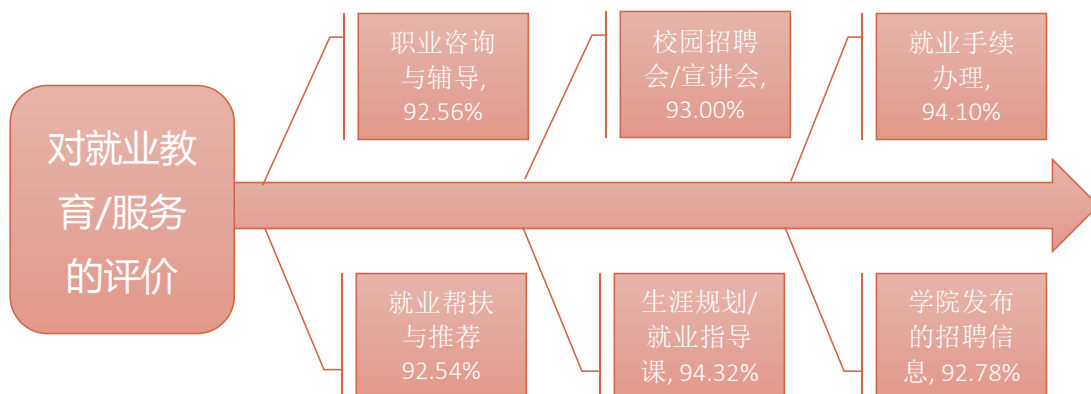 对就业教
育/服务
的评价
职业咨询
与辅导,
92.56%
校园招聘
会/宣讲会,
93.00%
就业手续
办理,
94.10%
就业帮扶
与推荐
92.54%
生涯规划/
就业指导
课, 94.32%
学院发布
的招聘信
息, 92.78%